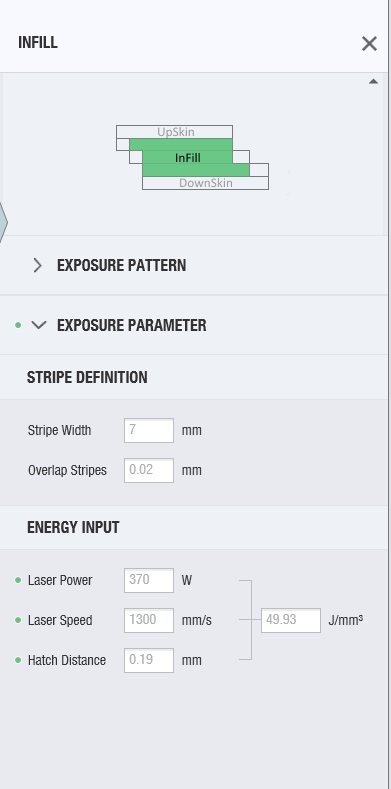 INFILL
UpSkin
InFill
DownSkin
EXPOSURE PATTERN
EXPOSURE PARAMETER
STRIPE DEFINITION
Stripe Width 7 mm
Overlap Stripes 0.02 mm
ENERGY INPUT
Laser Power 370 W
Laser Speed 1300 mm/s 49.93 J/mm³
Hatch Distance 0.19 mm